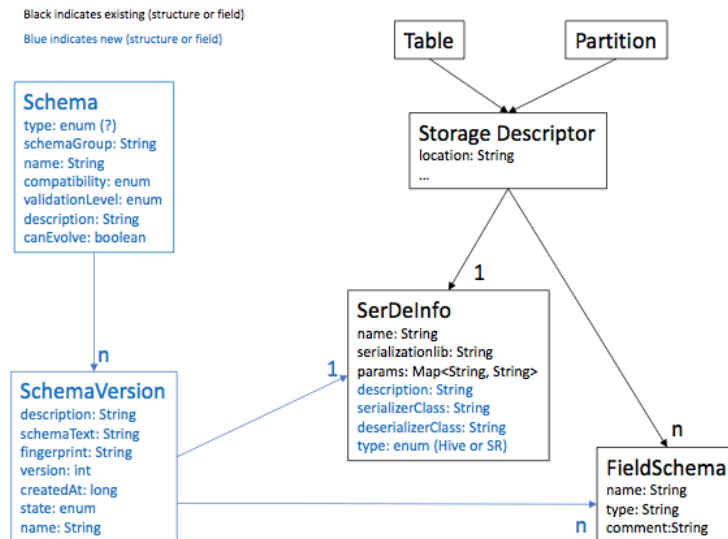 Black indicates existing (structure or field)
Blue indicates new (structure or field)
Table
Partition
Schema
type: enum (?)
schemaGroup: String
name: String
compatibility: enum
validationLevel: enum
description: String
canEvolve: boolean
Storage Descriptor
location: String
...
1
n
SerDeInfo
name: String
serializationlib: String
params: Map<String, String>
description: String
serializerClass: String
deserializerClass: String
type: enum (Hive or SR)
1
SchemaVersion
description: String
schemaText: String
fingerprint: String
version: int
createdAt: long
state: enum
name: String
n
FieldSchema
name: String
type: String
comment:String
n